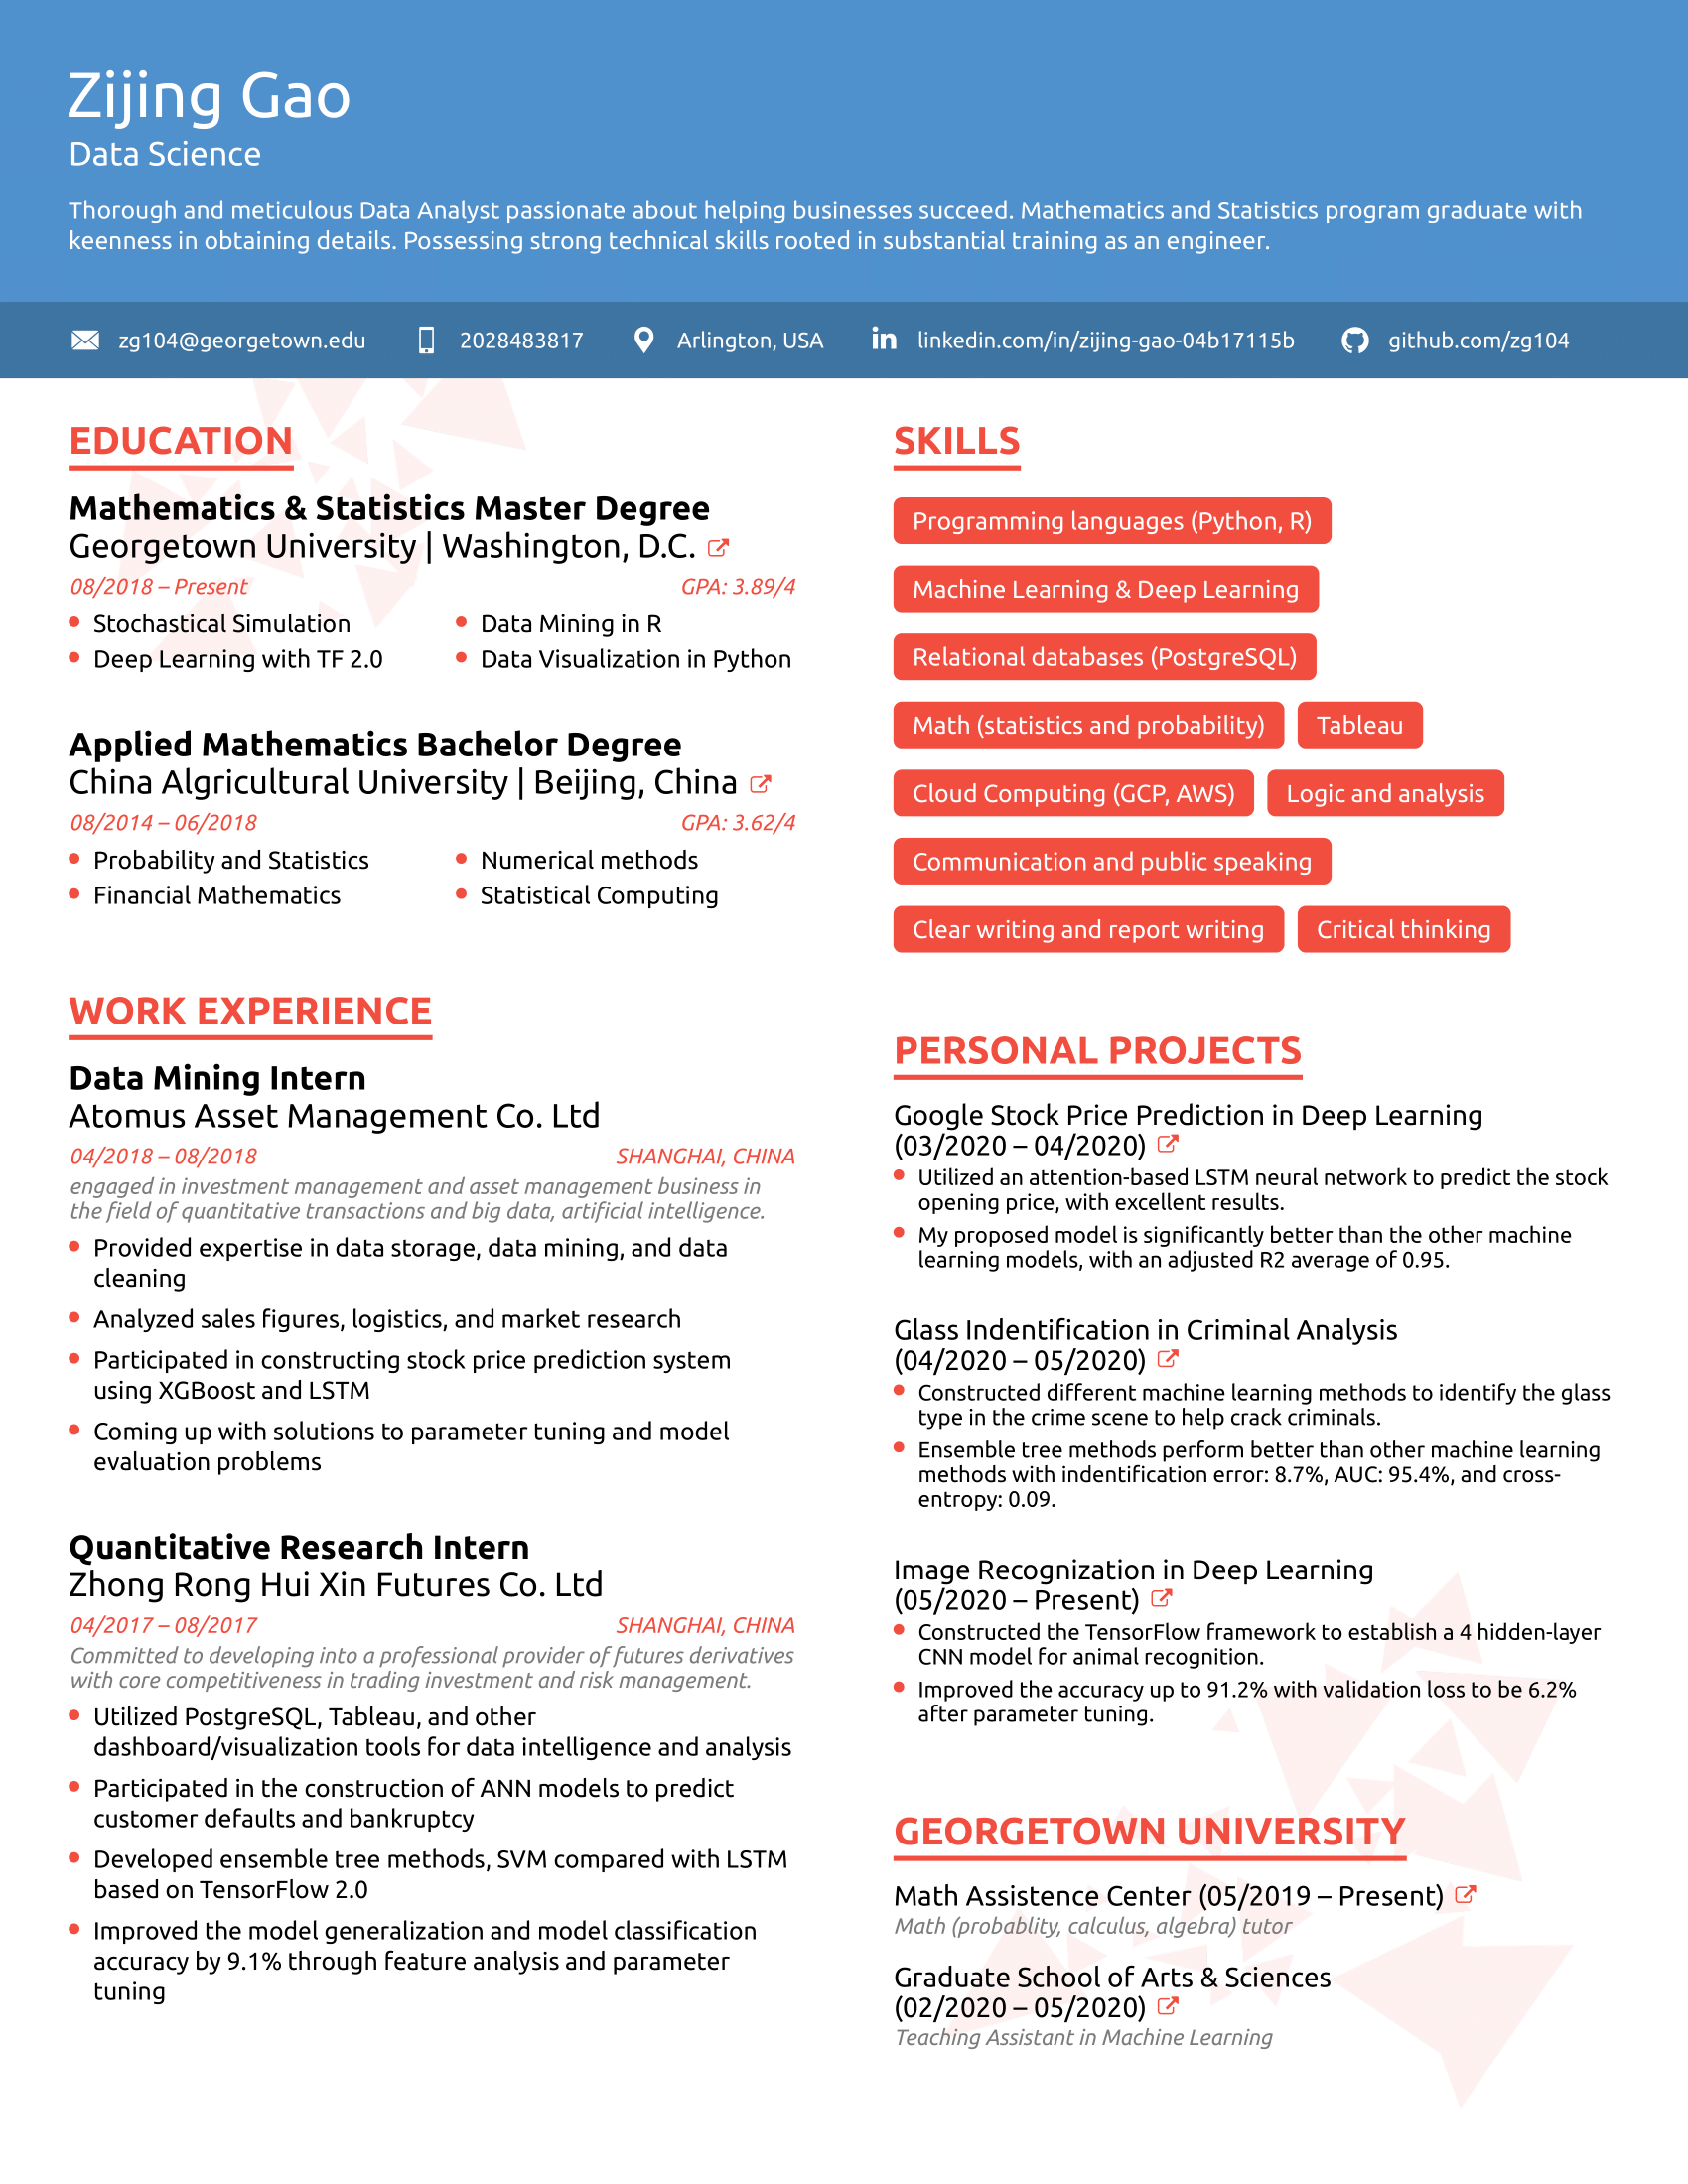 Zijing Gao
Data Science
Thorough and meticulous Data Analyst passionate about helping businesses succeed. Mathematics and Statistics program graduate with
keenness in obtaining details. Possessing strong technical skills rooted in substantial training as an engineer.
zg104@georgetown.edu
2028483817
Arlington, USA
linkedin.com/in/zijing-gao-04b17115b
github.com/zg104
EDUCATION
Mathematics & Statistics Master Degree
Georgetown University | Washington, D.C.
08/2018 – Present
GPA: 3.89/4
• Stochastical Simulation
• Data Mining in R
• Deep Learning with TF 2.0
• Data Visualization in Python
Applied Mathematics Bachelor Degree
China Algricultural University | Beijing, China
08/2014 – 06/2018
GPA: 3.62/4
• Probability and Statistics
• Numerical methods
• Financial Mathematics
• Statistical Computing
WORK EXPERIENCE
Data Mining Intern
Atomus Asset Management Co. Ltd
04/2018 – 08/2018
SHANGHAI, CHINA
engaged in investment management and asset management business in
the field of quantitative transactions and big data, artificial intelligence.
• Provided expertise in data storage, data mining, and data
cleaning
• Analyzed sales figures, logistics, and market research
• Participated in constructing stock price prediction system
using XGBoost and LSTM
• Coming up with solutions to parameter tuning and model
evaluation problems
Quantitative Research Intern
Zhong Rong Hui Xin Futures Co. Ltd
04/2017 – 08/2017
SHANGHAI, CHINA
Committed to developing into a professional provider of futures derivatives
with core competitiveness in trading investment and risk management.
• Utilized PostgreSQL, Tableau, and other
dashboard/visualization tools for data intelligence and analysis
• Participated in the construction of ANN models to predict
customer defaults and bankruptcy
• Developed ensemble tree methods, SVM compared with LSTM
based on TensorFlow 2.0
• Improved the model generalization and model classification
accuracy by 9.1% through feature analysis and parameter
tuning
SKILLS
Programming languages (Python, R)
Machine Learning & Deep Learning
Relational databases (PostgreSQL)
Math (statistics and probability)
Tableau
Cloud Computing (GCP, AWS)
Logic and analysis
Communication and public speaking
Clear writing and report writing
Critical thinking
PERSONAL PROJECTS
Google Stock Price Prediction in Deep Learning
(03/2020 – 04/2020)
• Utilized an attention-based LSTM neural network to predict the stock
opening price, with excellent results.
• My proposed model is significantly better than the other machine
learning models, with an adjusted R2 average of 0.95.
Glass Indentification in Criminal Analysis
(04/2020 – 05/2020)
• Constructed different machine learning methods to identify the glass
type in the crime scene to help crack criminals.
• Ensemble tree methods perform better than other machine learning
methods with indentification error: 8.7%, AUC: 95.4%, and cross-
entropy: 0.09.
Image Recognization in Deep Learning
(05/2020 – Present)
• Constructed the TensorFlow framework to establish a 4 hidden-layer
CNN model for animal recognition.
• Improved the accuracy up to 91.2% with validation loss to be 6.2%
after parameter tuning.
GEORGETOWN UNIVERSITY
Math Assistence Center (05/2019 – Present)
Math (probablity, calculus, algebra) tutor
Graduate School of Arts & Sciences
(02/2020 – 05/2020)
Teaching Assistant in Machine Learning